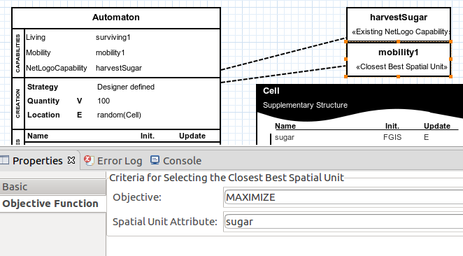 Automaton
CAPABILITIES
Living surviving1
Mobility mobility1
NetLogoCapability harvestSugar
CREATION
Strategy Designer defined
Quantity V 100
Location E random(Cell)
Name Init. Update
harvestSugar
«Existing NetLogo Capability
mobility1
«Closest Best Spatial Unit»
Cell
Supplementary Structure
Name Init. Update
sugar FGIS E
Properties Error Log Console
Basic
Objective Function
Criteria for Selecting the Closest Best Spatial Unit
Objective: MAXIMIZE
Spatial Unit Attribute: sugar